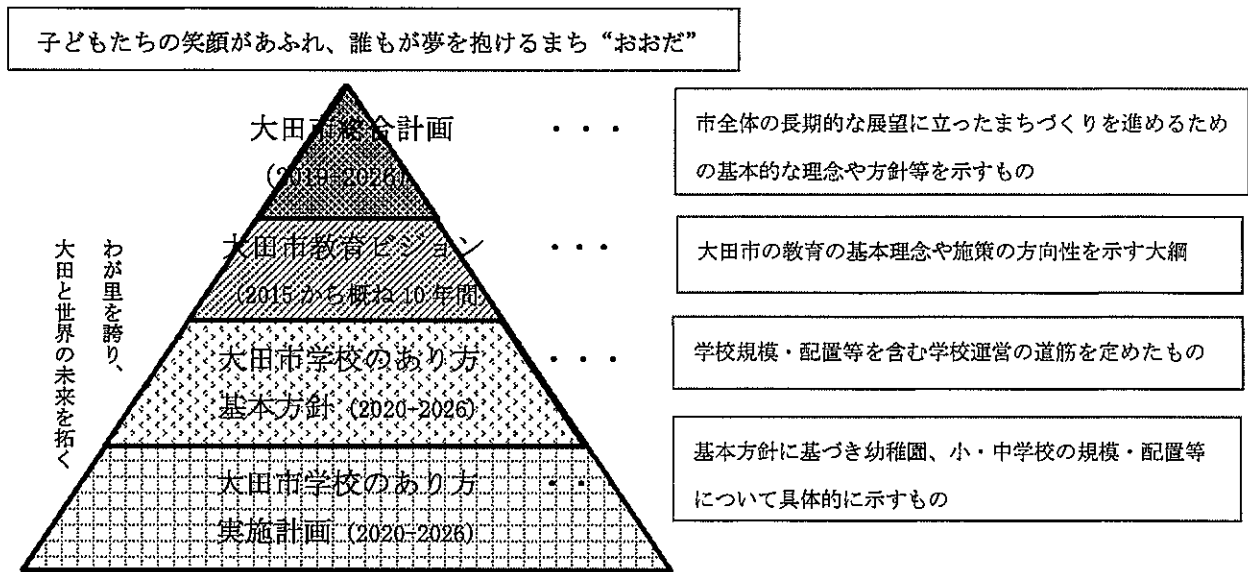 子どもたちの笑顔があふれ、誰もが夢を抱けるまち“おおだ”
大田市総合計画
(2019-2026)
・・・
市全体の長期的な展望に立ったまちづくりを進めるため
の基本的な理念や方針等を示すもの
大田市教育ビジョン
(2015から概ね10年間)
・・・
大田市の教育の基本理念や施策の方向性を示す大綱
わが里を誇り、
大田と世界の未来を拓く
大田市学校のあり方
基本方針 (2020-2026)
・・・
学校規模・配置等を含む学校運営の道筋を定めたもの
大田市学校のあり方
実施計画 (2020-2026)
・・
基本方針に基づき幼稚園、小・中学校の規模・配置等
について具体的に示すもの